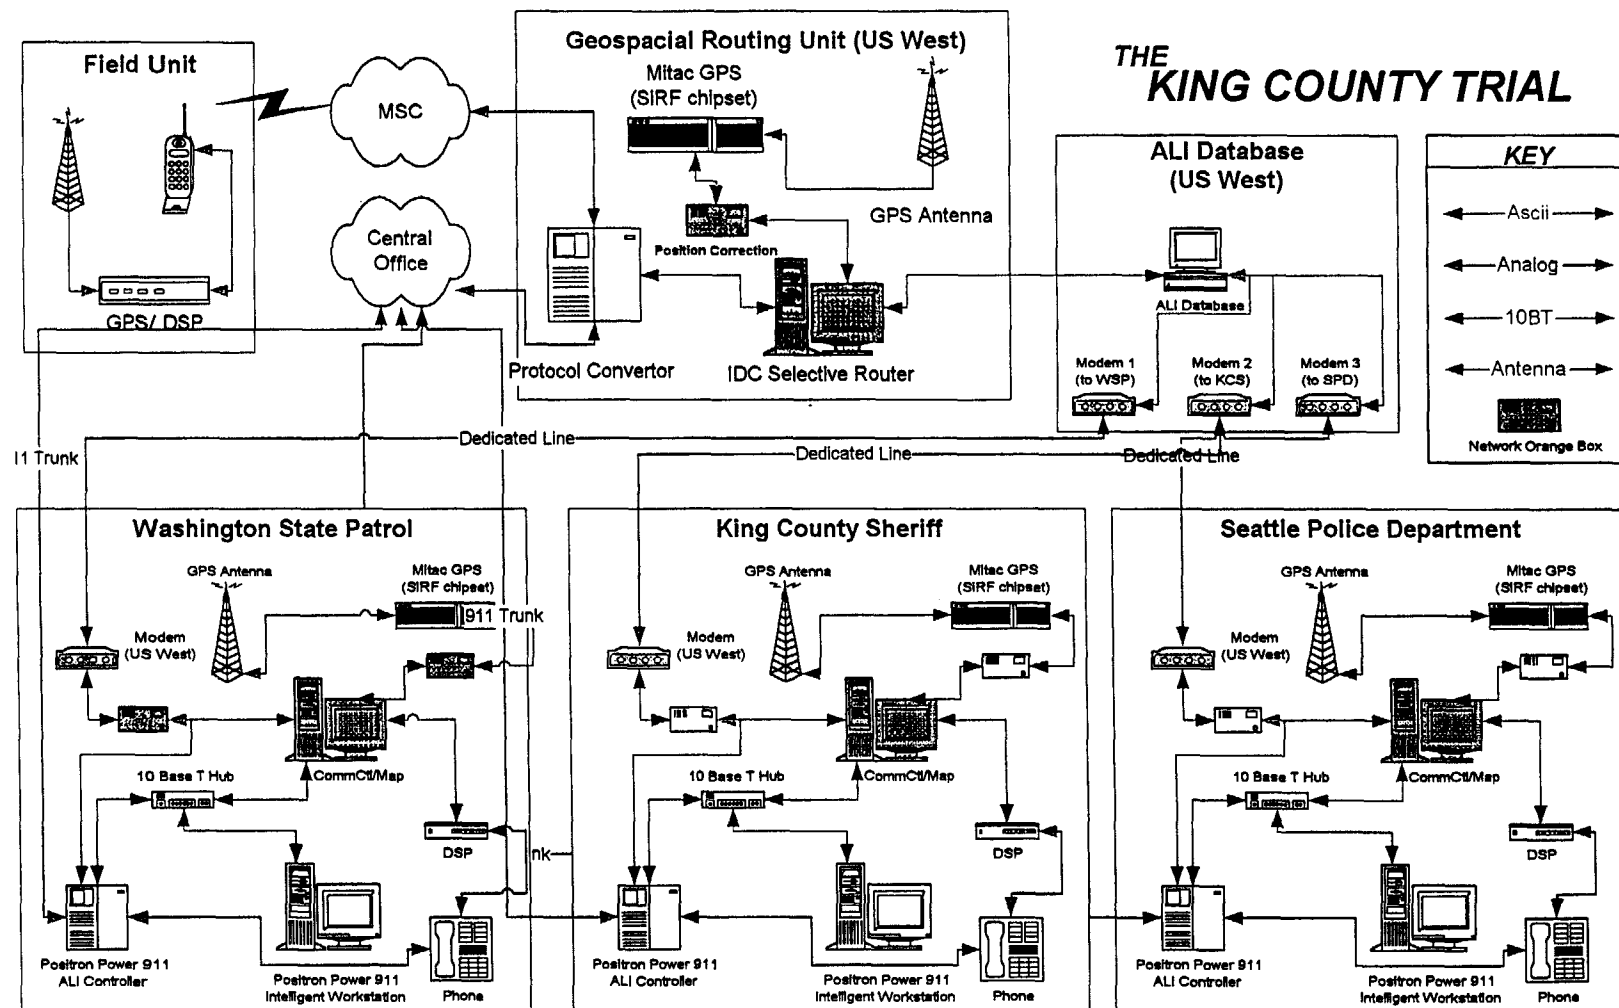 THE
KING COUNTY TRIAL
Field Unit
GPS/ DSP
MSC
Central
Office
Geospacial Routing Unit (US West)
Mitac GPS
(SiRF chipset)
GPS Antenna
Position Correction
Protocol Convertor
IDC Selective Router
ALI Database
(US West)
ALI Database
Modem 1
(to WSP)
Modem 2
(to KCS)
Modem 3
(to SPD)
KEY
Ascii
Analog
10BT
Antenna
Network Orange Box
Dedicated Line
Dedicated Line
Dedicated Line
I1 Trunk
911 Trunk
nk
Washington State Patrol
GPS Antenna
Mitac GPS
(SiRF chipset)
Modem
(US West)
10 Base T Hub
CommCtl/Map
DSP
Positron Power 911
ALI Controller
Positron Power 911
Intelligent Workstation
Phone
King County Sheriff
GPS Antenna
Mitac GPS
(SiRF chipset)
Modem
(US West)
10 Base T Hub
CommCtl/Map
DSP
Positron Power 911
ALI Controller
Positron Power 911
Intelligent Workstation
Phone
Seattle Police Department
GPS Antenna
Mitac GPS
(SiRF chipset)
Modem
(US West)
10 Base T Hub
CommCtl/Map
DSP
Positron Power 911
ALI Controller
Positron Power 911
Intelligent Workstation
Phone